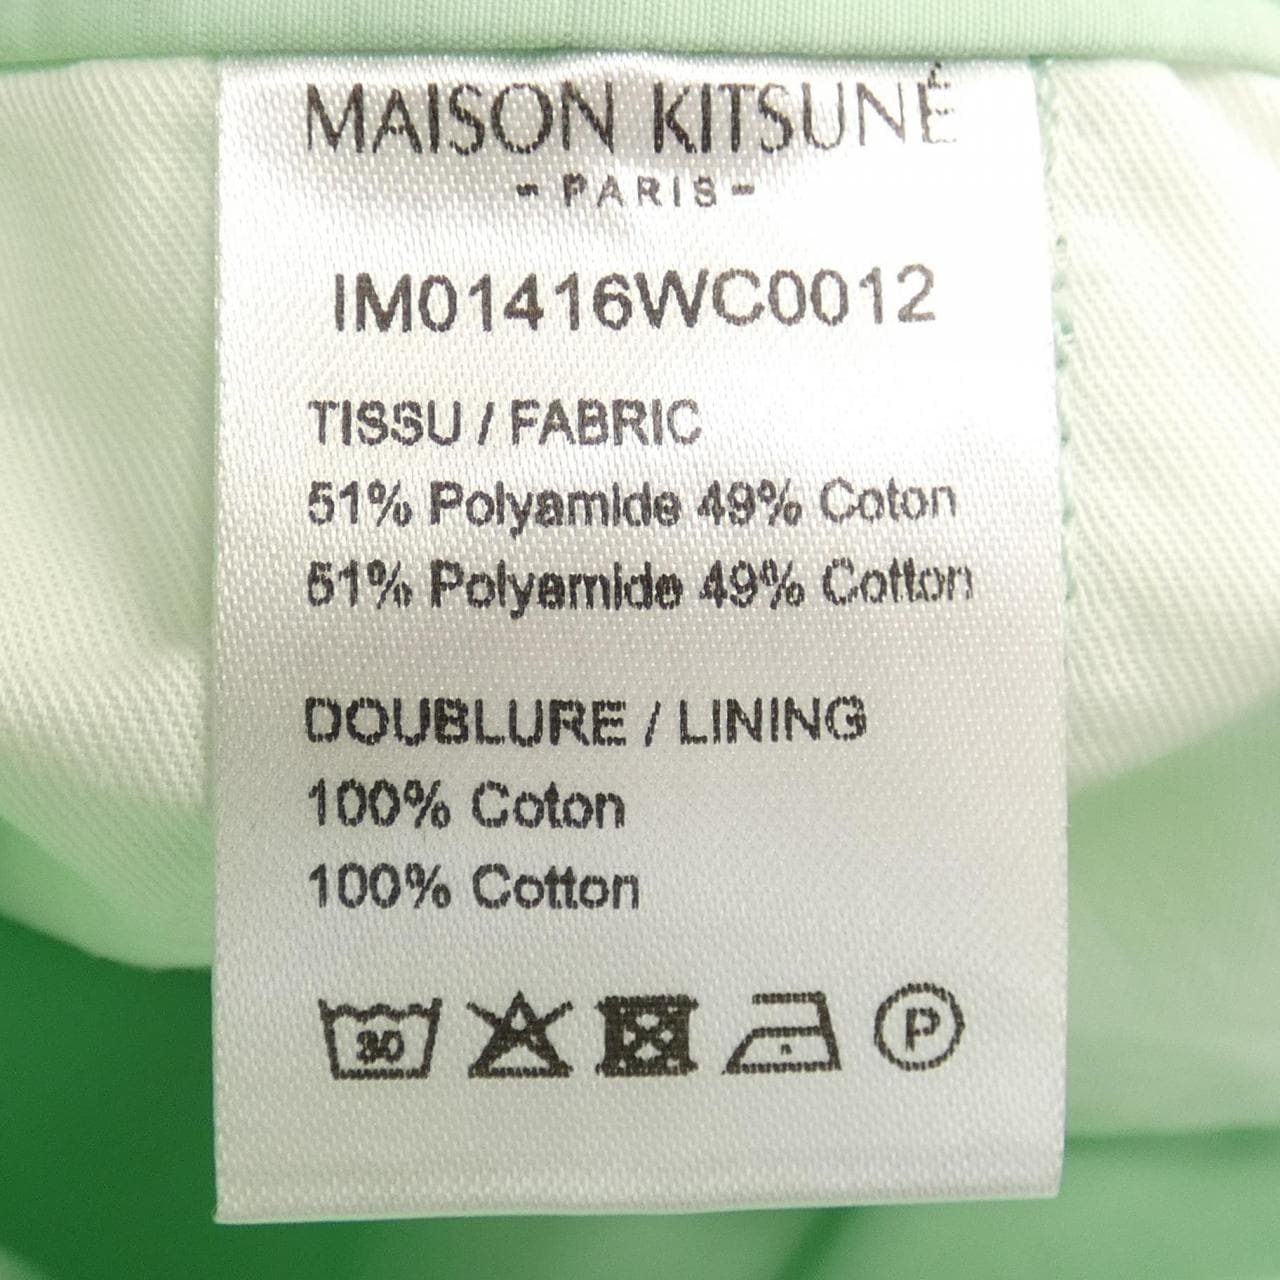 MAISON KITSUNÉ
- PARIS -
IM01416WC0012
TISSU / FABRIC
51% Polyamide 49% Coton
51% Polyamide 49% Cotton
DOUBLURE / LINING
100% Coton
100% Cotton
30 P